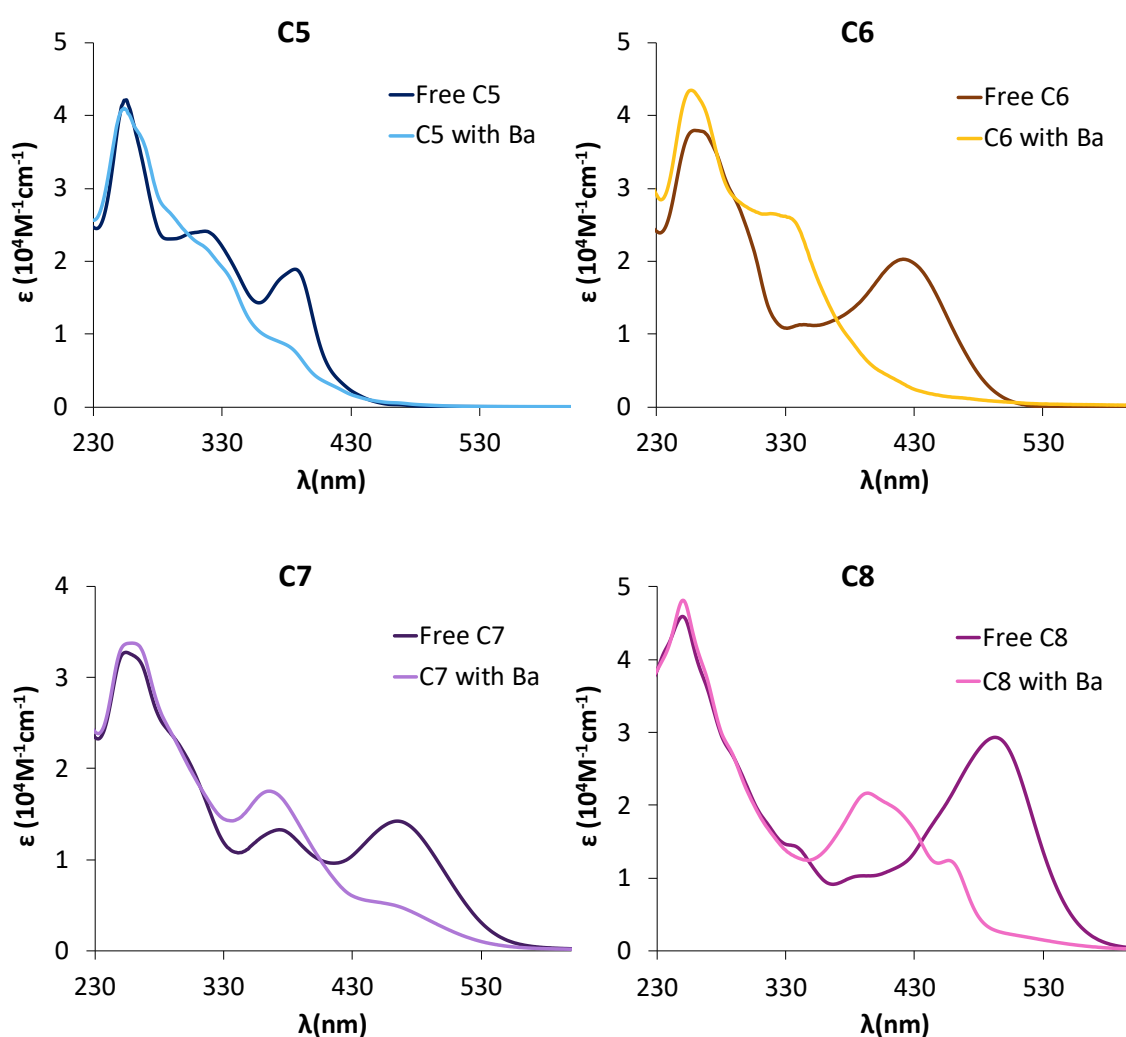 C5
5
4
3
2
1
0
ε (10⁴M⁻¹cm⁻¹)
Free C5
C5 with Ba
230 330 430 530
λ(nm)
C6
5
4
3
2
1
0
ε (10⁴M⁻¹cm⁻¹)
Free C6
C6 with Ba
230 330 430 530
λ(nm)
C7
4
3
2
1
0
ε (10⁴M⁻¹cm⁻¹)
Free C7
C7 with Ba
230 330 430 530
λ(nm)
C8
5
4
3
2
1
0
ε (10⁴M⁻¹cm⁻¹)
Free C8
C8 with Ba
230 330 430 530
λ(nm)